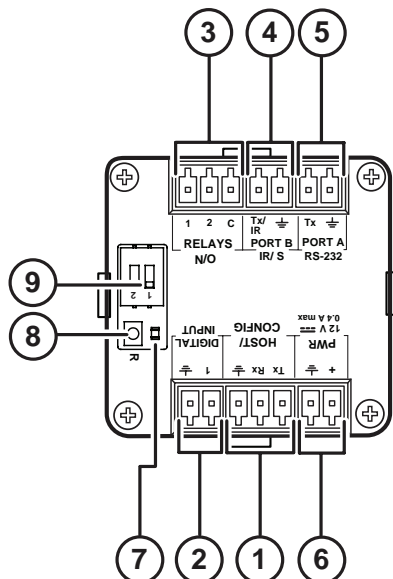 3 4 5
1 2 C Tx/ IR ⏚ Tx ⏚
RELAYS N/O
PORT B IR/ S
PORT A RS-232
9
2 1
8
R
DIGITAL INPUT
HOST/ CONFIG
PWR
12 V ⎓
0.4 A max
⏚ 1 ⏚ Rx Tx ⏚ +
7 2 1 6